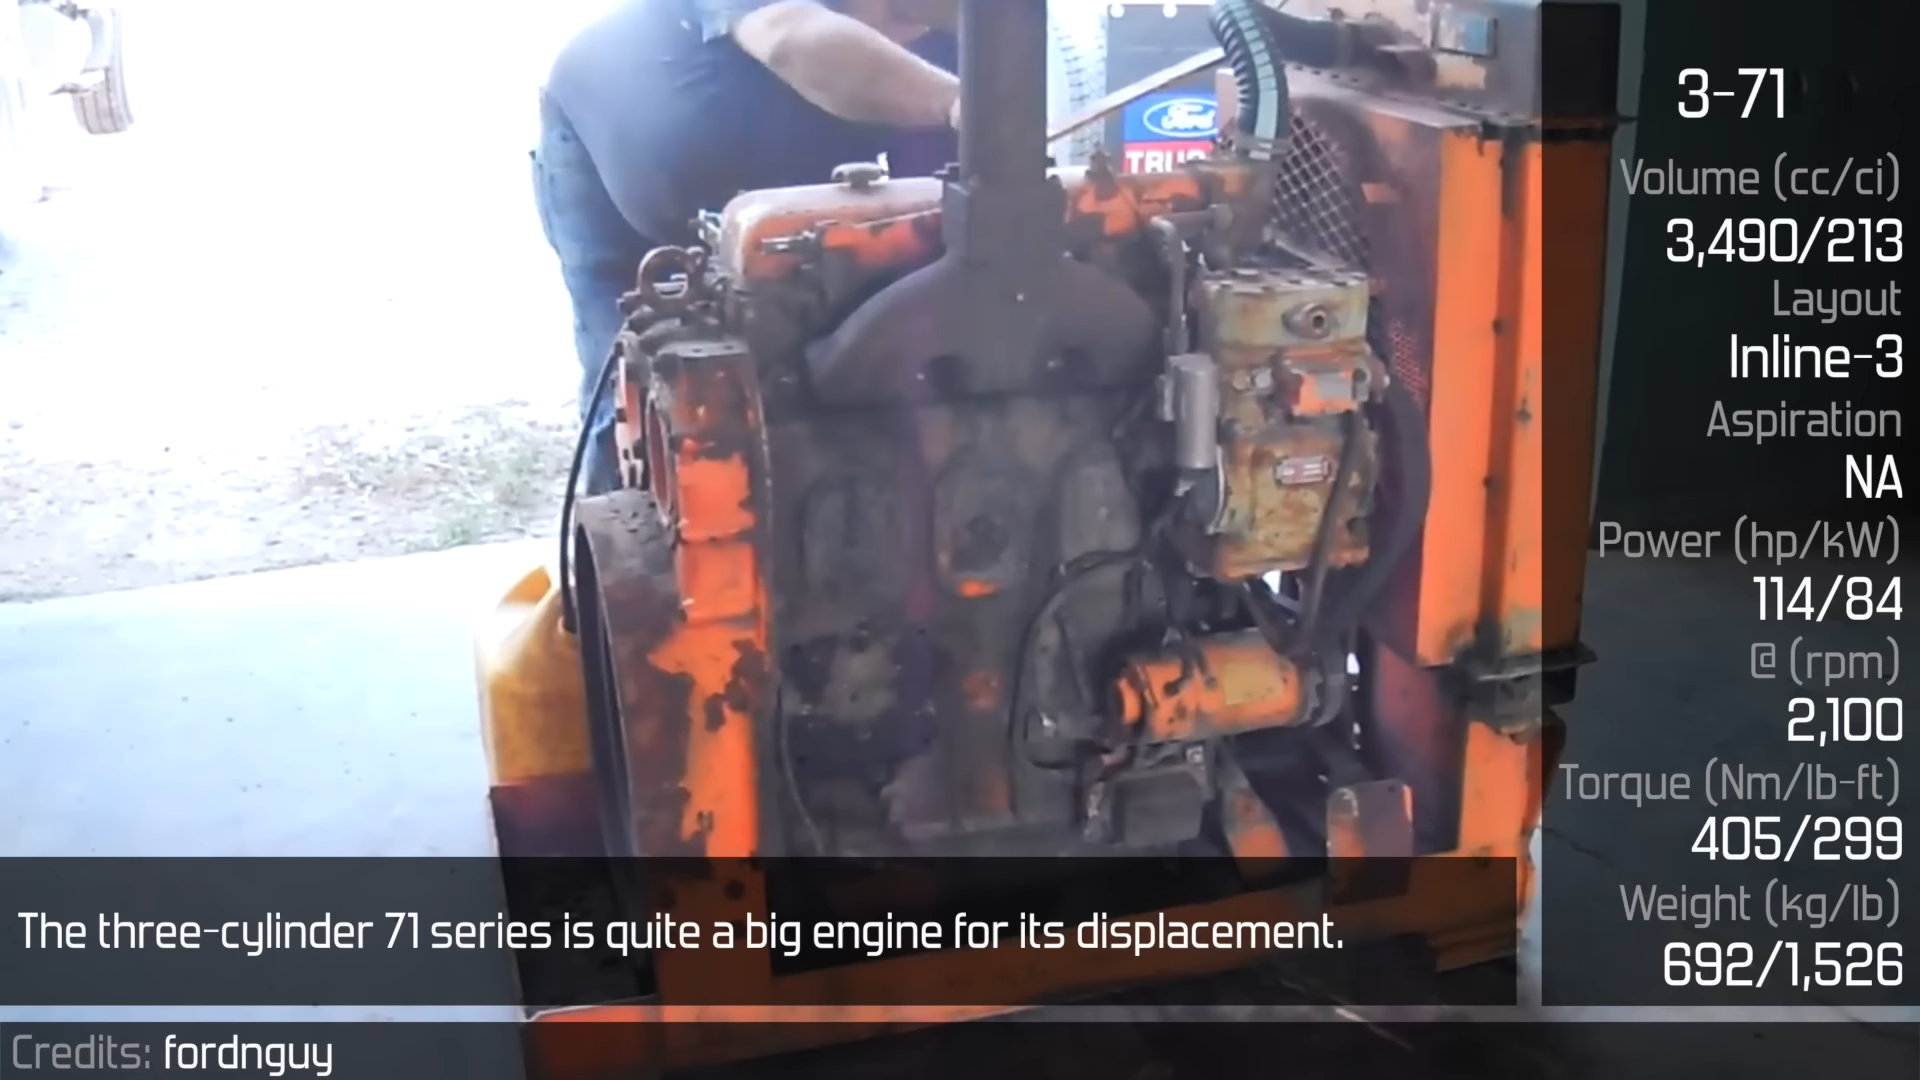 Ford
3-71
Volume (cc/ci)
3,490/213
Layout
Inline-3
Aspiration
NA
Power (hp/kW)
114/84
@ (rpm)
2,100
Torque (Nm/lb-ft)
405/299
Weight (kg/lb)
692/1,526
The three-cylinder 71 series is quite a big engine for its displacement.
Credits: fordnguy